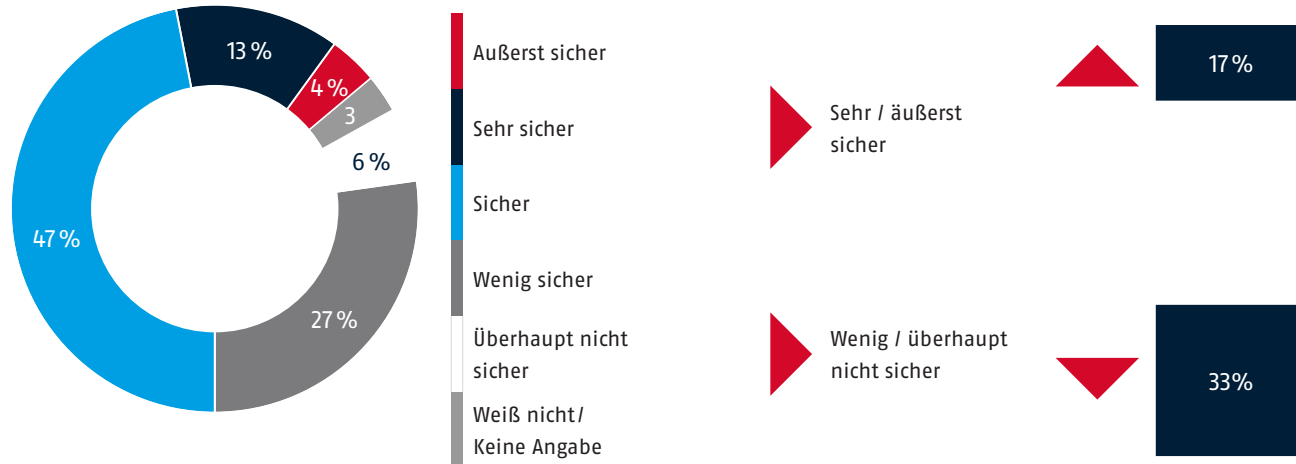 13 %
4 %
3
6 %
47 %
27 %
Außerst sicher
Sehr sicher
Sicher
Wenig sicher
Überhaupt nicht
sicher
Weiß nicht/
Keine Angabe
Sehr / äußerst
sicher
17 %
Wenig / überhaupt
nicht sicher
33%